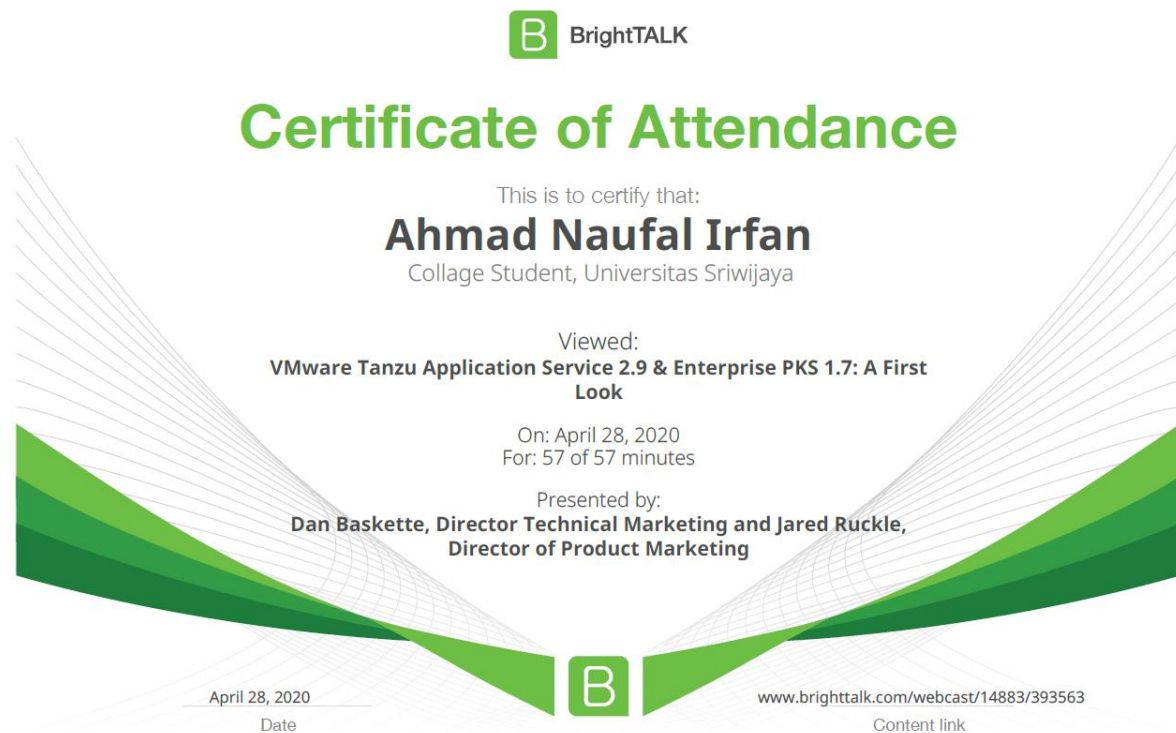 BrightTALK
Certificate of Attendance
This is to certify that:
Ahmad Naufal Irfan
Collage Student, Universitas Sriwijaya
Viewed:
VMware Tanzu Application Service 2.9 & Enterprise PKS 1.7: A First
Look
On: April 28, 2020
For: 57 of 57 minutes
Presented by:
Dan Baskette, Director Technical Marketing and Jared Ruckle,
Director of Product Marketing
April 28, 2020
Date
www.brighttalk.com/webcast/14883/393563
Content link